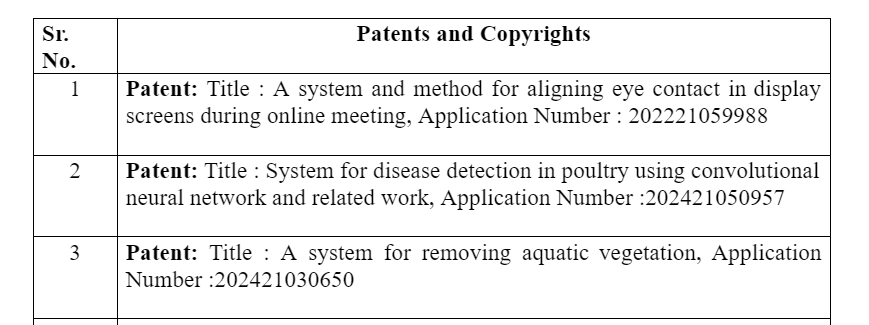 Sr.
No.
Patents and Copyrights
1
Patent: Title : A system and method for aligning eye contact in display
screens during online meeting, Application Number : 202221059988
2
Patent: Title : System for disease detection in poultry using convolutional
neural network and related work, Application Number :202421050957
3
Patent: Title : A system for removing aquatic vegetation, Application
Number :202421030650